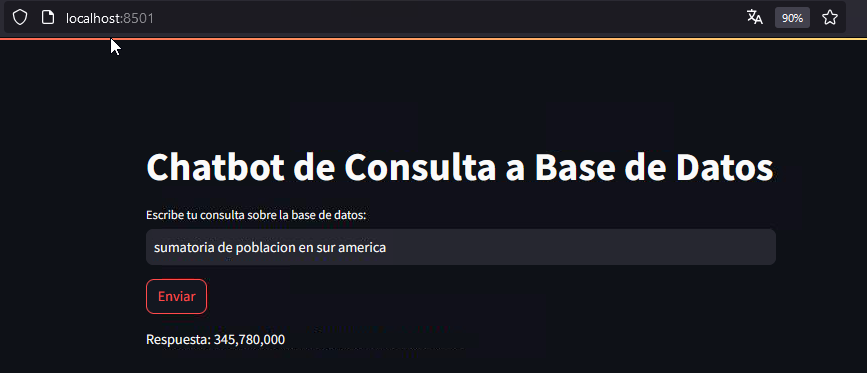 localhost:8501
90%
Chatbot de Consulta a Base de Datos
Escribe tu consulta sobre la base de datos:
sumatoria de poblacion en sur america
Enviar
Respuesta: 345,780,000